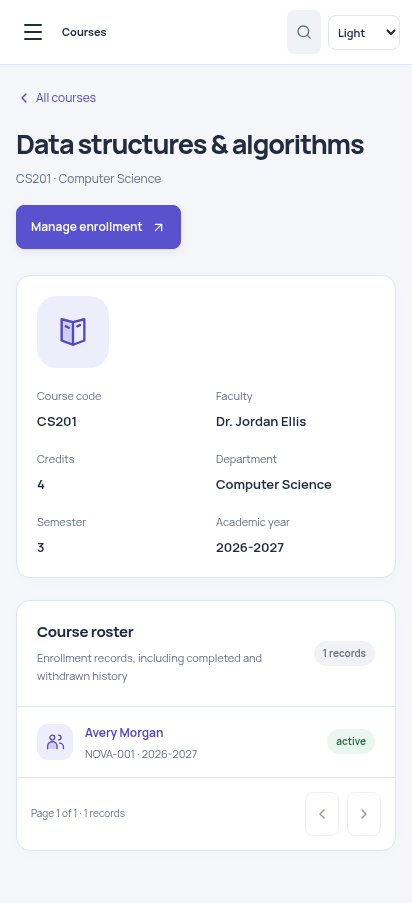 Courses
Light
All courses
Data structures & algorithms
CS201 · Computer Science
Manage enrollment
Course code
CS201
Faculty
Dr. Jordan Ellis
Credits
4
Department
Computer Science
Semester
3
Academic year
2026-2027
Course roster
Enrollment records, including completed and
withdrawn history
1 records
Avery Morgan
NOVA-001 · 2026-2027
active
Page 1 of 1 · 1 records